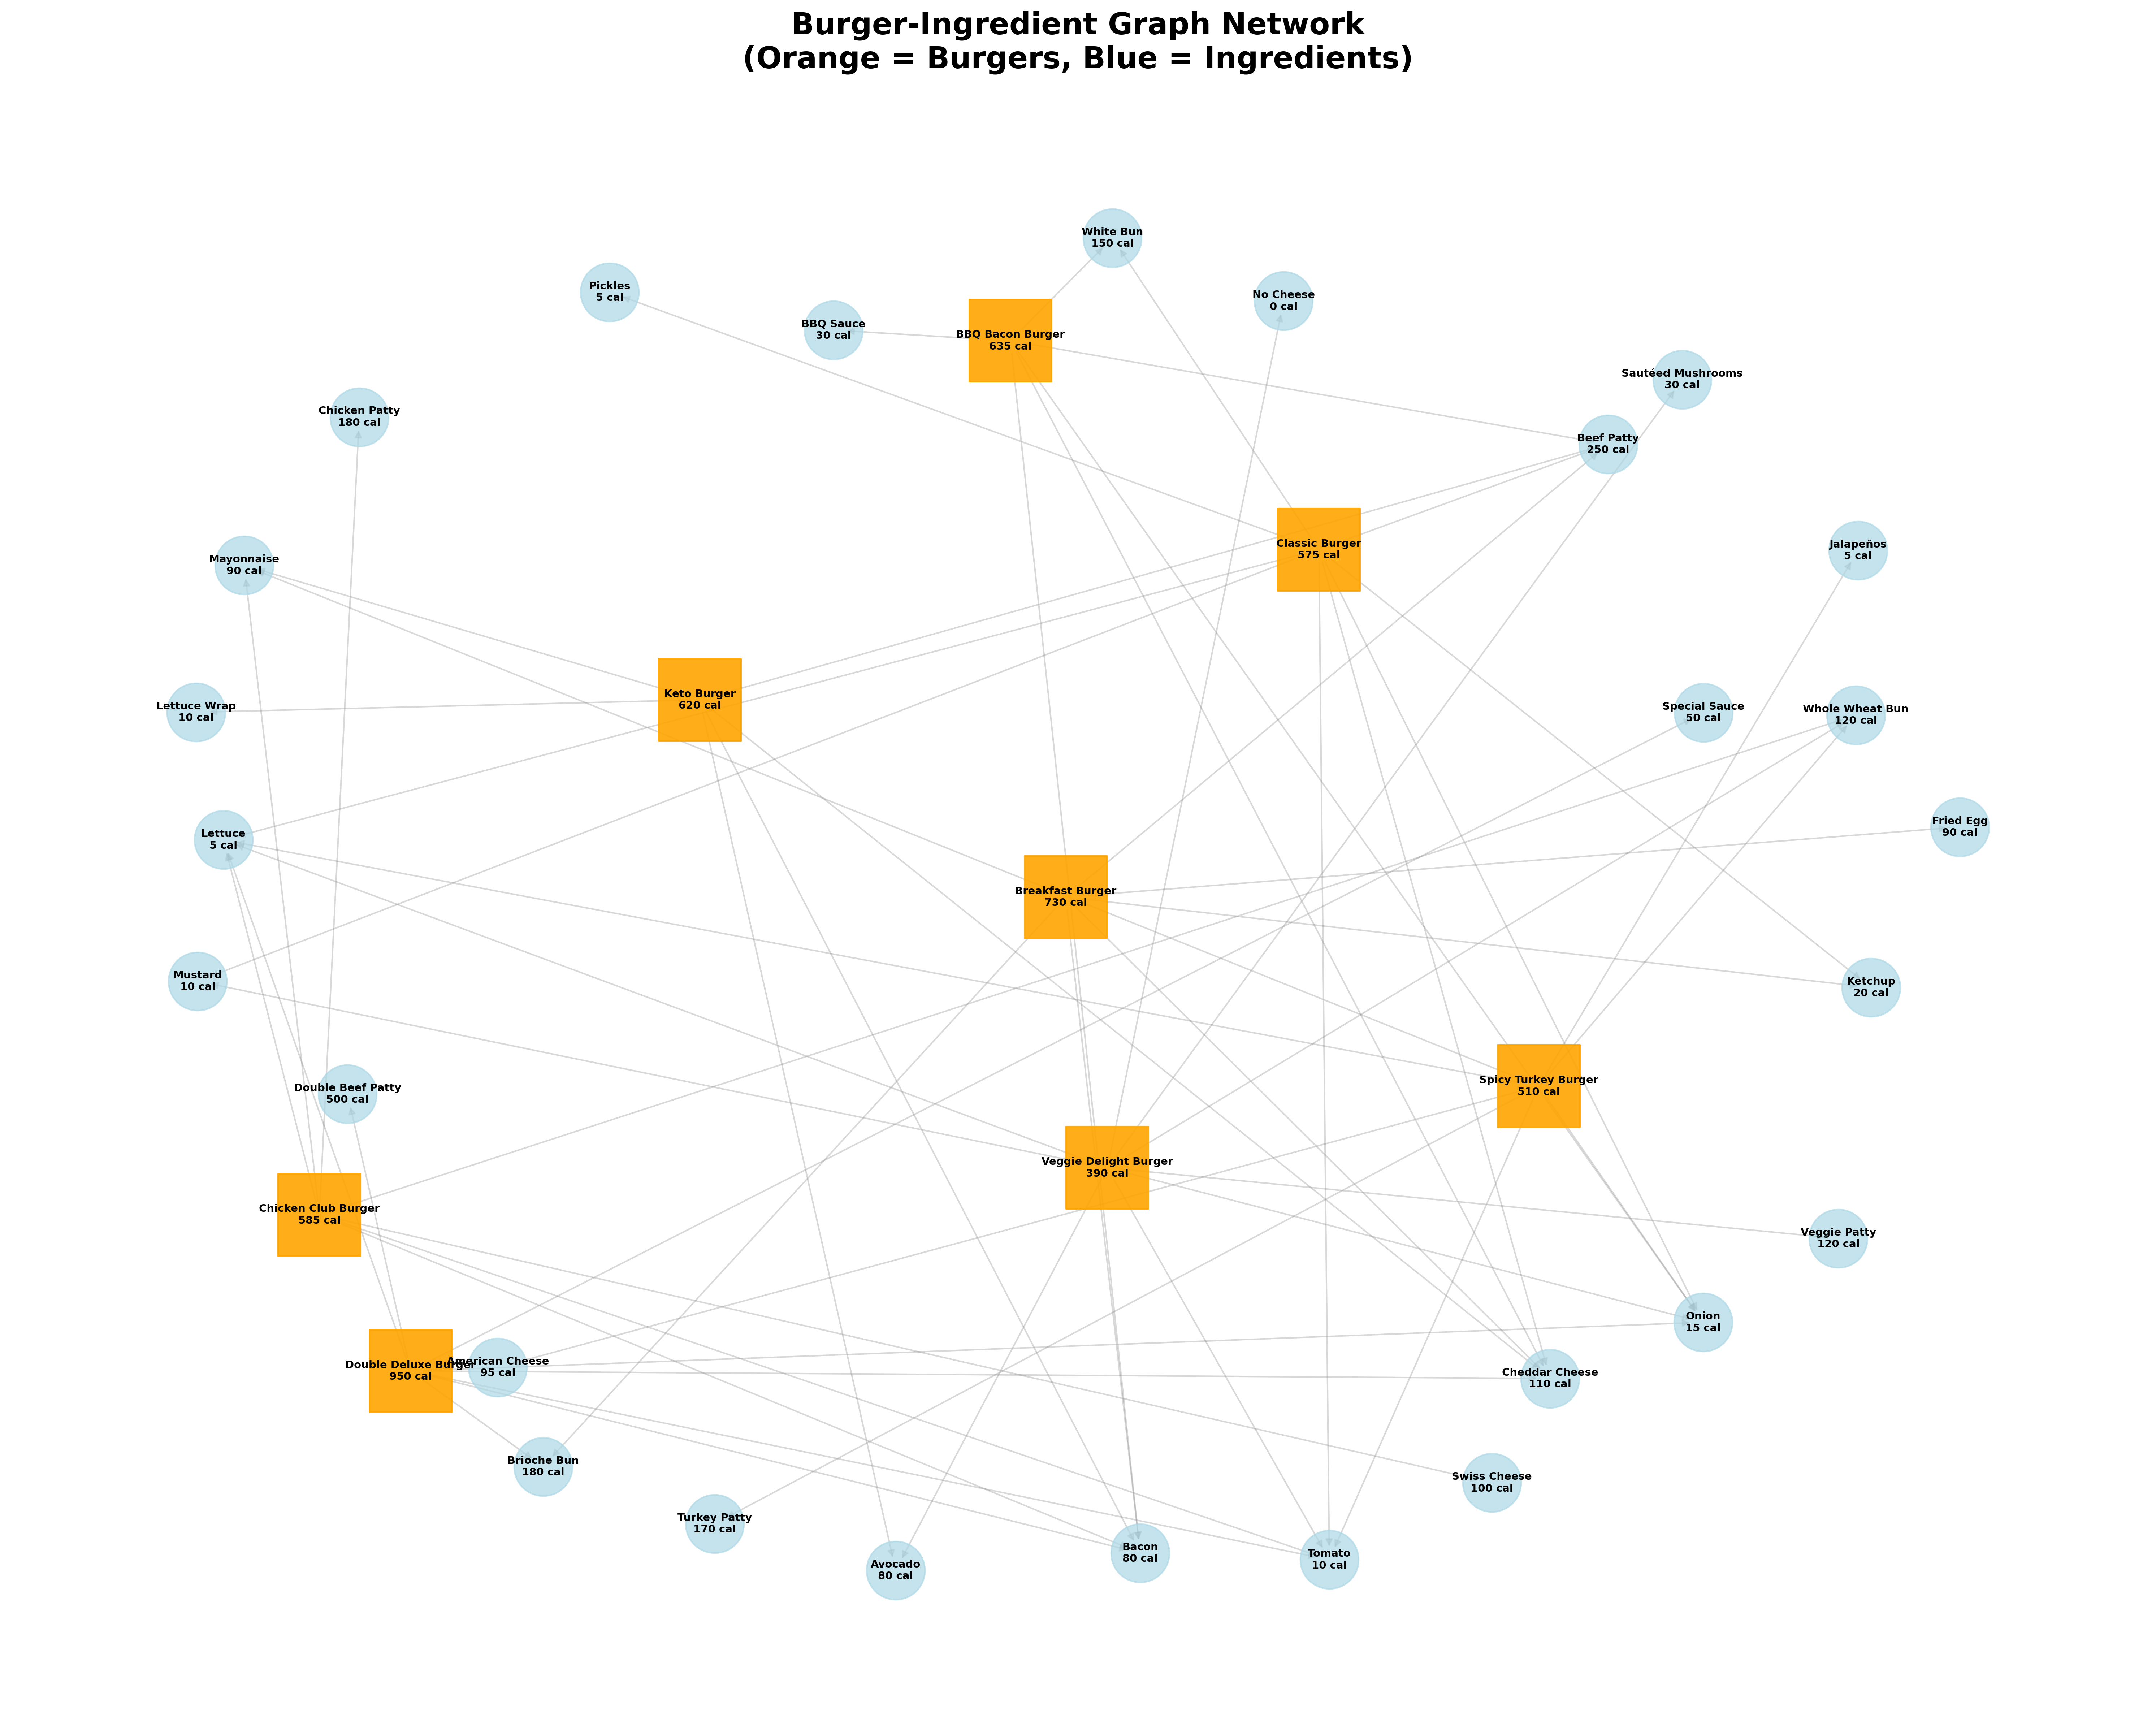 Burger-Ingredient Graph Network
(Orange = Burgers, Blue = Ingredients)
White Bun
150 cal
Pickles
5 cal
No Cheese
0 cal
BBQ Sauce
30 cal
BBQ Bacon Burger
635 cal
Sautéed Mushrooms
30 cal
Chicken Patty
180 cal
Beef Patty
250 cal
Classic Burger
575 cal
Jalapeños
5 cal
Mayonnaise
90 cal
Keto Burger
620 cal
Lettuce Wrap
10 cal
Special Sauce
50 cal
Whole Wheat Bun
120 cal
Fried Egg
90 cal
Lettuce
5 cal
Breakfast Burger
730 cal
Mustard
10 cal
Ketchup
20 cal
Double Beef Patty
500 cal
Spicy Turkey Burger
510 cal
Veggie Delight Burger
390 cal
Chicken Club Burger
585 cal
Veggie Patty
120 cal
Onion
15 cal
Double Deluxe Burger
950 cal
American Cheese
95 cal
Cheddar Cheese
110 cal
Brioche Bun
180 cal
Swiss Cheese
100 cal
Turkey Patty
170 cal
Avocado
80 cal
Bacon
80 cal
Tomato
10 cal